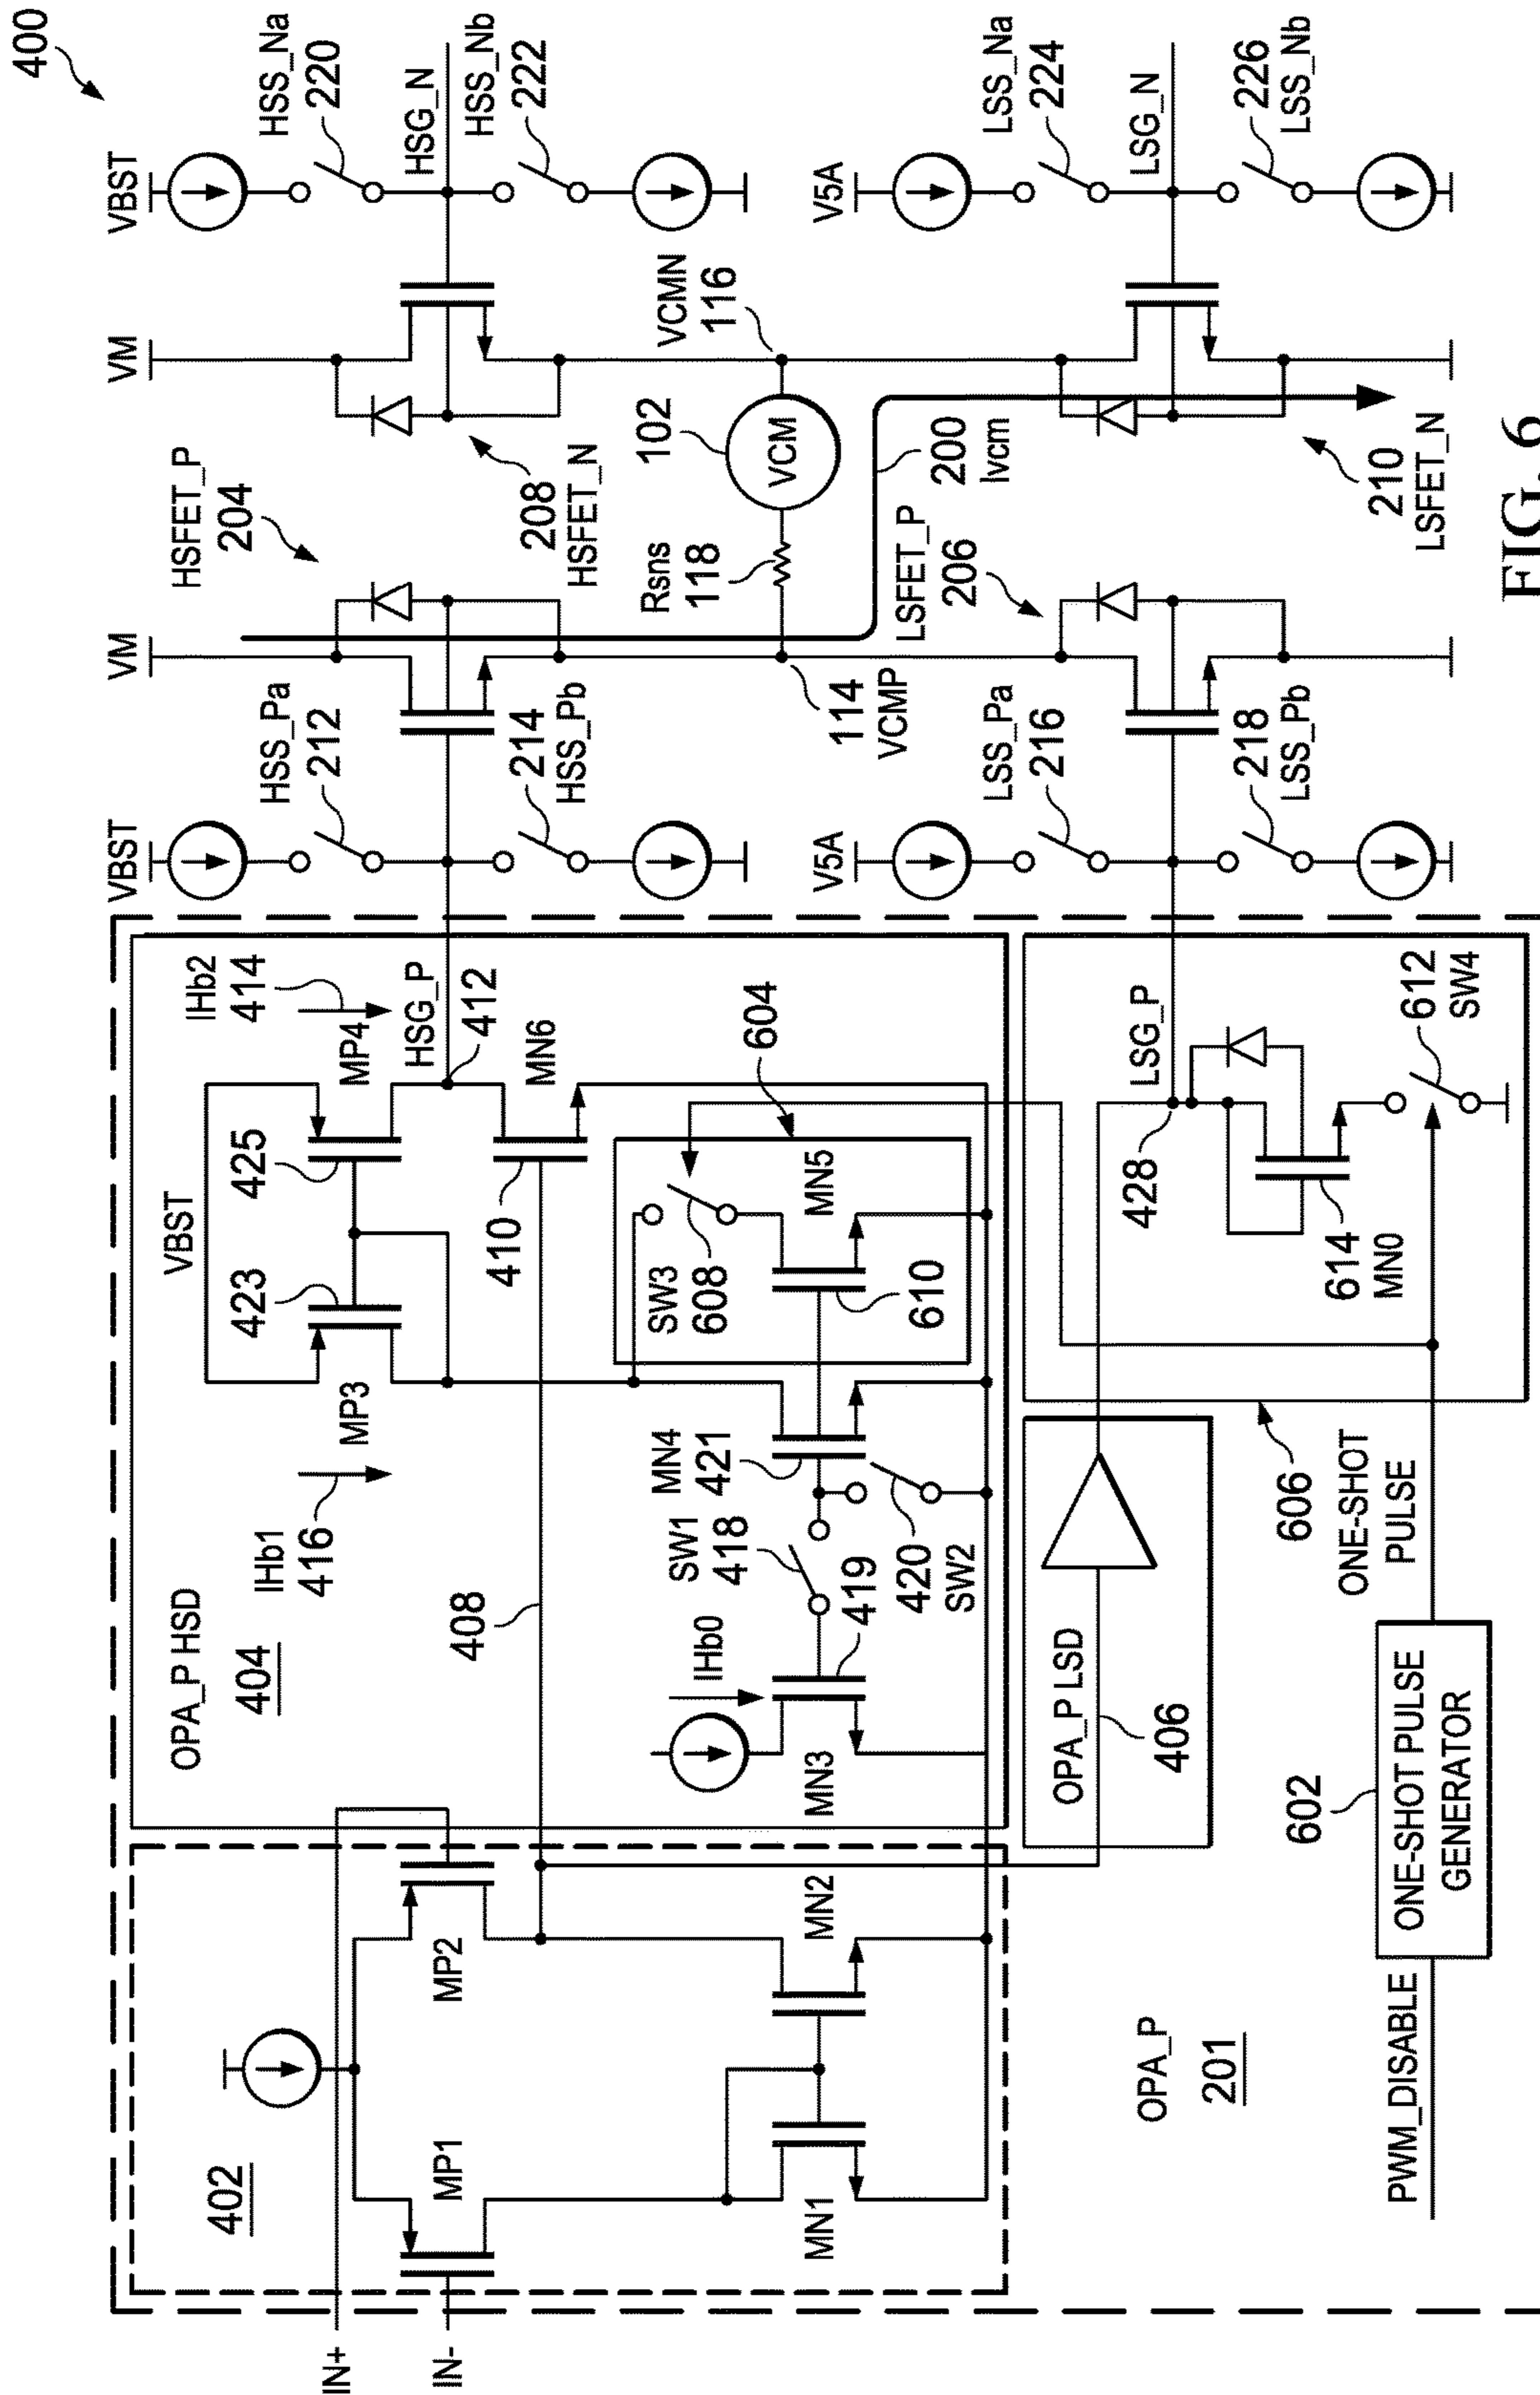 400
IN+
IN-
402
MP1
MP2
MN1
MN2
OPA_P HSD
404
IHb1
416
MP3
VBST
423
425
MP4
IHb2
414
HSG_P
412
408
410
MN6
IHb0
MN3
419
SW1
418
420
SW2
MN4
421
SW3
608
MN5
610
604
OPA_P LSD
406
OPA_P
201
PWM_DISABLE
602
ONE-SHOT PULSE
GENERATOR
ONE-SHOT
PULSE
606
LSG_P
428
614
MN0
612
SW4
VBST
HSS_Pa
212
214
HSS_Pb
V5A
LSS_Pa
216
218
LSS_Pb
VM
HSFET_P
204
114
VCMP
Rsns
118
LSFET_P
206
102
VCM
200
Ivcm
VM
208
HSFET_N
VCMN
116
210
LSFET_N
VBST
HSS_Na
220
HSG_N
222
HSS_Nb
V5A
LSS_Na
224
LSG_N
226
LSS_Nb
FIG. 6